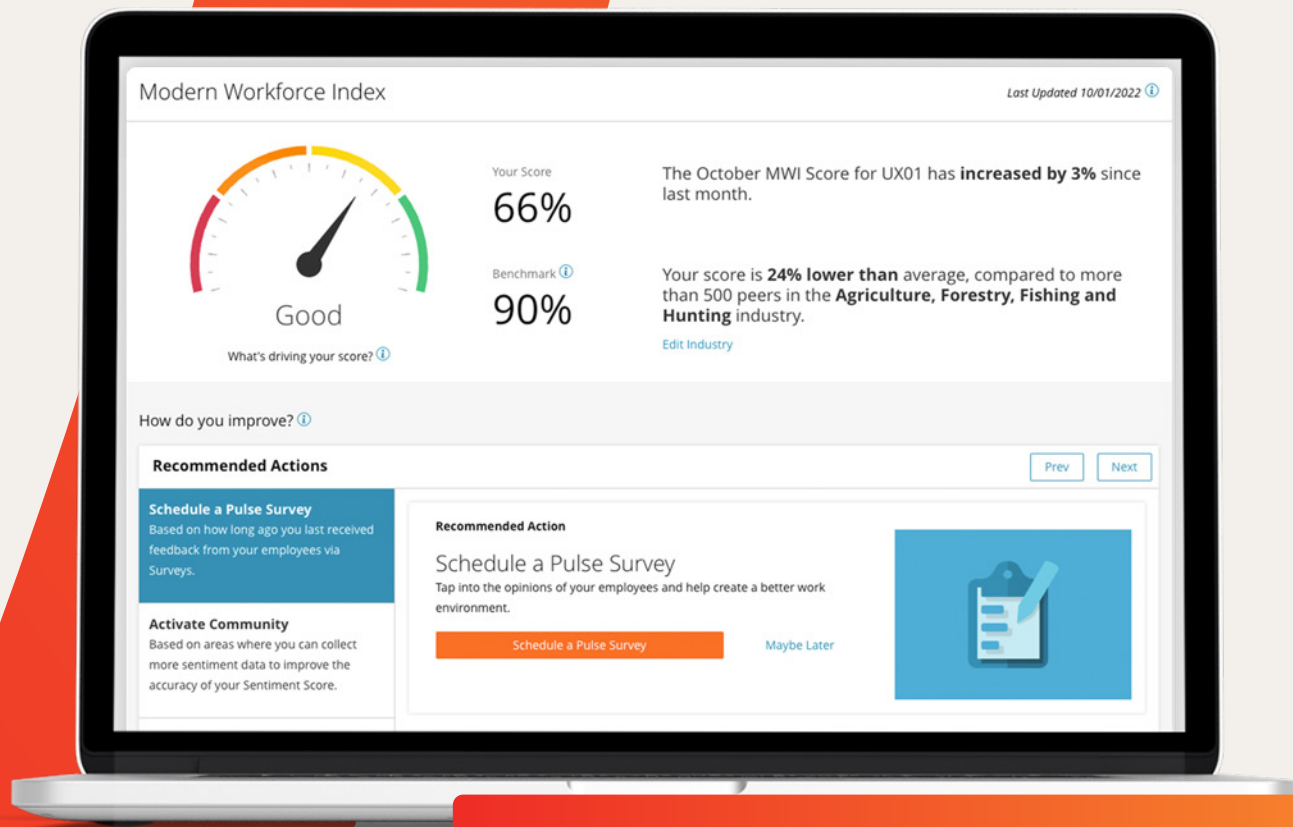 Modern Workforce Index
Last Updated 10/01/2022
Good
What's driving your score?
Your Score
66%
Benchmark
90%
The October MWI Score for UX01 has increased by 3% since
last month.
Your score is 24% lower than average, compared to more
than 500 peers in the Agriculture, Forestry, Fishing and
Hunting industry.
Edit Industry
How do you improve?
Recommended Actions
Prev
Next
Schedule a Pulse Survey
Based on how long ago you last received
feedback from your employees via
Surveys.
Activate Community
Based on areas where you can collect
more sentiment data to improve the
accuracy of your Sentiment Score.
Recommended Action
Schedule a Pulse Survey
Tap into the opinions of your employees and help create a better work
environment.
Schedule a Pulse Survey
Maybe Later